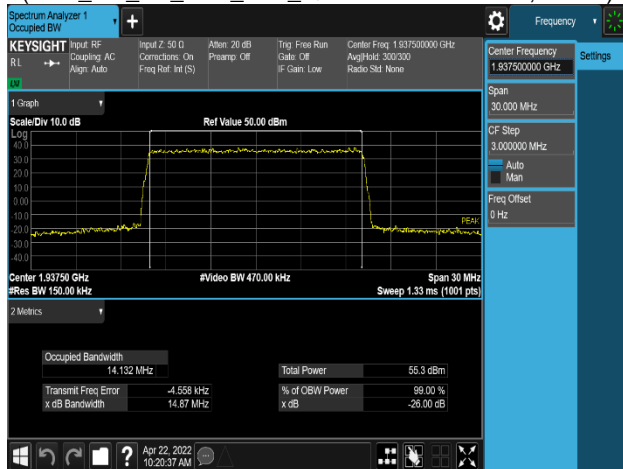 Spectrum Analyzer 1
Occupied BW
Frequency
KEYSIGHT
R L
Input: RF
Coupling: AC
Align: Auto
Input Z: 50 Ω
Corrections: On
Freq Ref: Int (S)
Atten: 20 dB
Preamp: Off
Trig: Free Run
Gate: Off
IF Gain: Low
Center Freq: 1.937500000 GHz
Avg|Hold: 300/300
Radio Std: None
Center Frequency
1.937500000 GHz
Settings
Span
30.000 MHz
CF Step
3.000000 MHz
Auto
Man
Freq Offset
0 Hz
1 Graph
Scale/Div 10.0 dB
Ref Value 50.00 dBm
Log
40.0
30.0
20.0
10.0
0.00
-10.0
-20.0
-30.0
-40.0
PEAK
Center 1.93750 GHz
#Video BW 470.00 kHz
Span 30 MHz
#Res BW 150.00 kHz
Sweep 1.33 ms (1001 pts)
2 Metrics
Occupied Bandwidth
14.132 MHz
Total Power 55.3 dBm
Transmit Freq Error -4.558 kHz
% of OBW Power 99.00 %
x dB Bandwidth 14.87 MHz
x dB -26.00 dB
Apr 22, 2022
10:20:37 AM